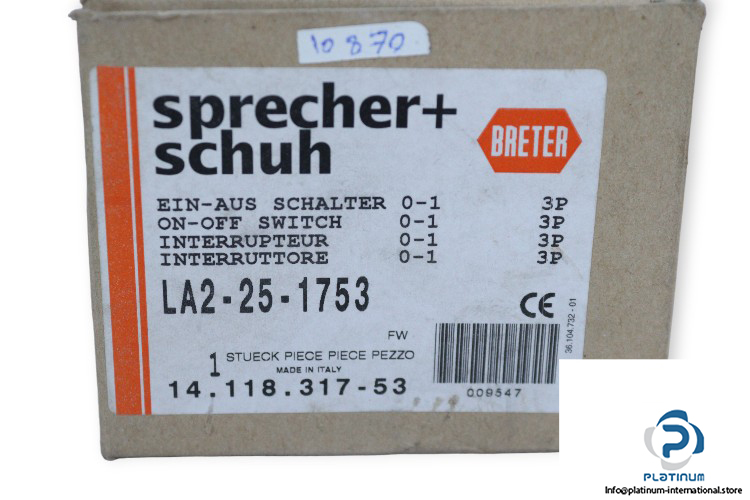 10870
sprecher+
schuh
BRETER
EIN-AUS SCHALTER 0-1 3P
ON-OFF SWITCH 0-1 3P
INTERRUPTEUR 0-1 3P
INTERRUTTORE 0-1 3P
LA2-25-1753
CE
FW
1 STUECK PIECE PIECE PEZZO
MADE IN ITALY
14.118.317-53
009547
36.104.732-01
PLATINUM
Info@platinum-international.store